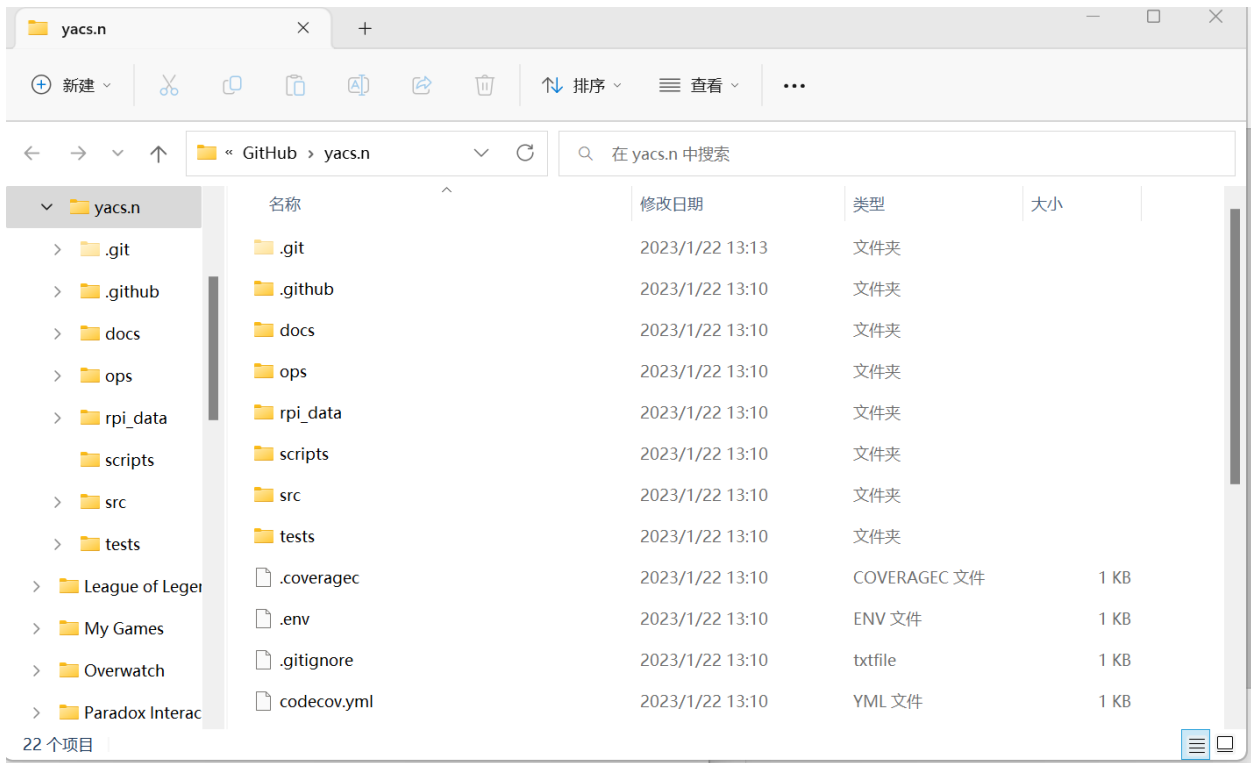 yacs.n
新建 排序 查看
« GitHub › yacs.n 在 yacs.n 中搜索
yacs.n
.git
.github
docs
ops
rpi_data
scripts
src
tests
League of Leger
My Games
Overwatch
Paradox Interac
名称 修改日期 类型 大小
.git 2023/1/22 13:13 文件夹
.github 2023/1/22 13:10 文件夹
docs 2023/1/22 13:10 文件夹
ops 2023/1/22 13:10 文件夹
rpi_data 2023/1/22 13:10 文件夹
scripts 2023/1/22 13:10 文件夹
src 2023/1/22 13:10 文件夹
tests 2023/1/22 13:10 文件夹
.coveragec 2023/1/22 13:10 COVERAGEC 文件 1 KB
.env 2023/1/22 13:10 ENV 文件 1 KB
.gitignore 2023/1/22 13:10 txtfile 1 KB
codecov.yml 2023/1/22 13:10 YML 文件 1 KB
22 个项目